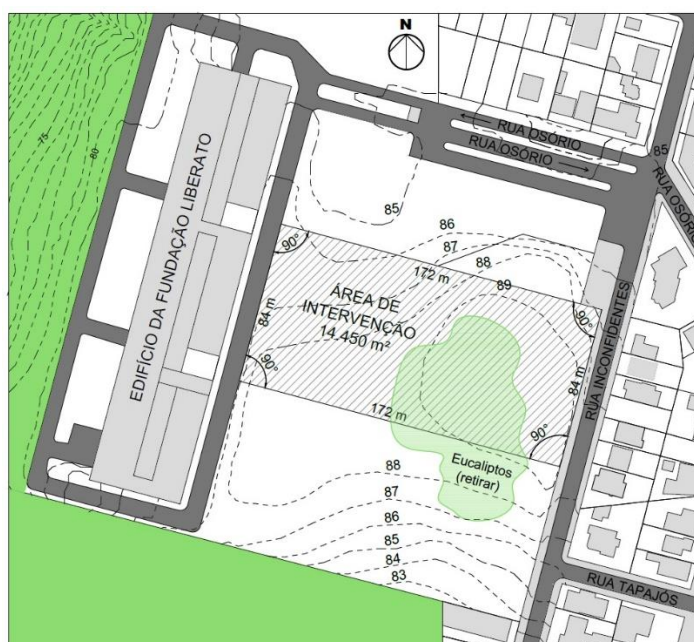 N
75
80
EDIFÍCIO DA FUNDAÇÃO LIBERATO
RUA OSÓRIO
RUA OSÓRIO
85
RUA OSÓRIO
85
86
87
88
89
90°
172 m
ÁREA DE
INTERVENÇÃO
14.450 m²
84 m
90°
84 m
90°
RUA INCONFIDENTES
172 m
90°
Eucaliptos
(retirar)
88
87
86
85
84
83
RUA TAPAJÓS